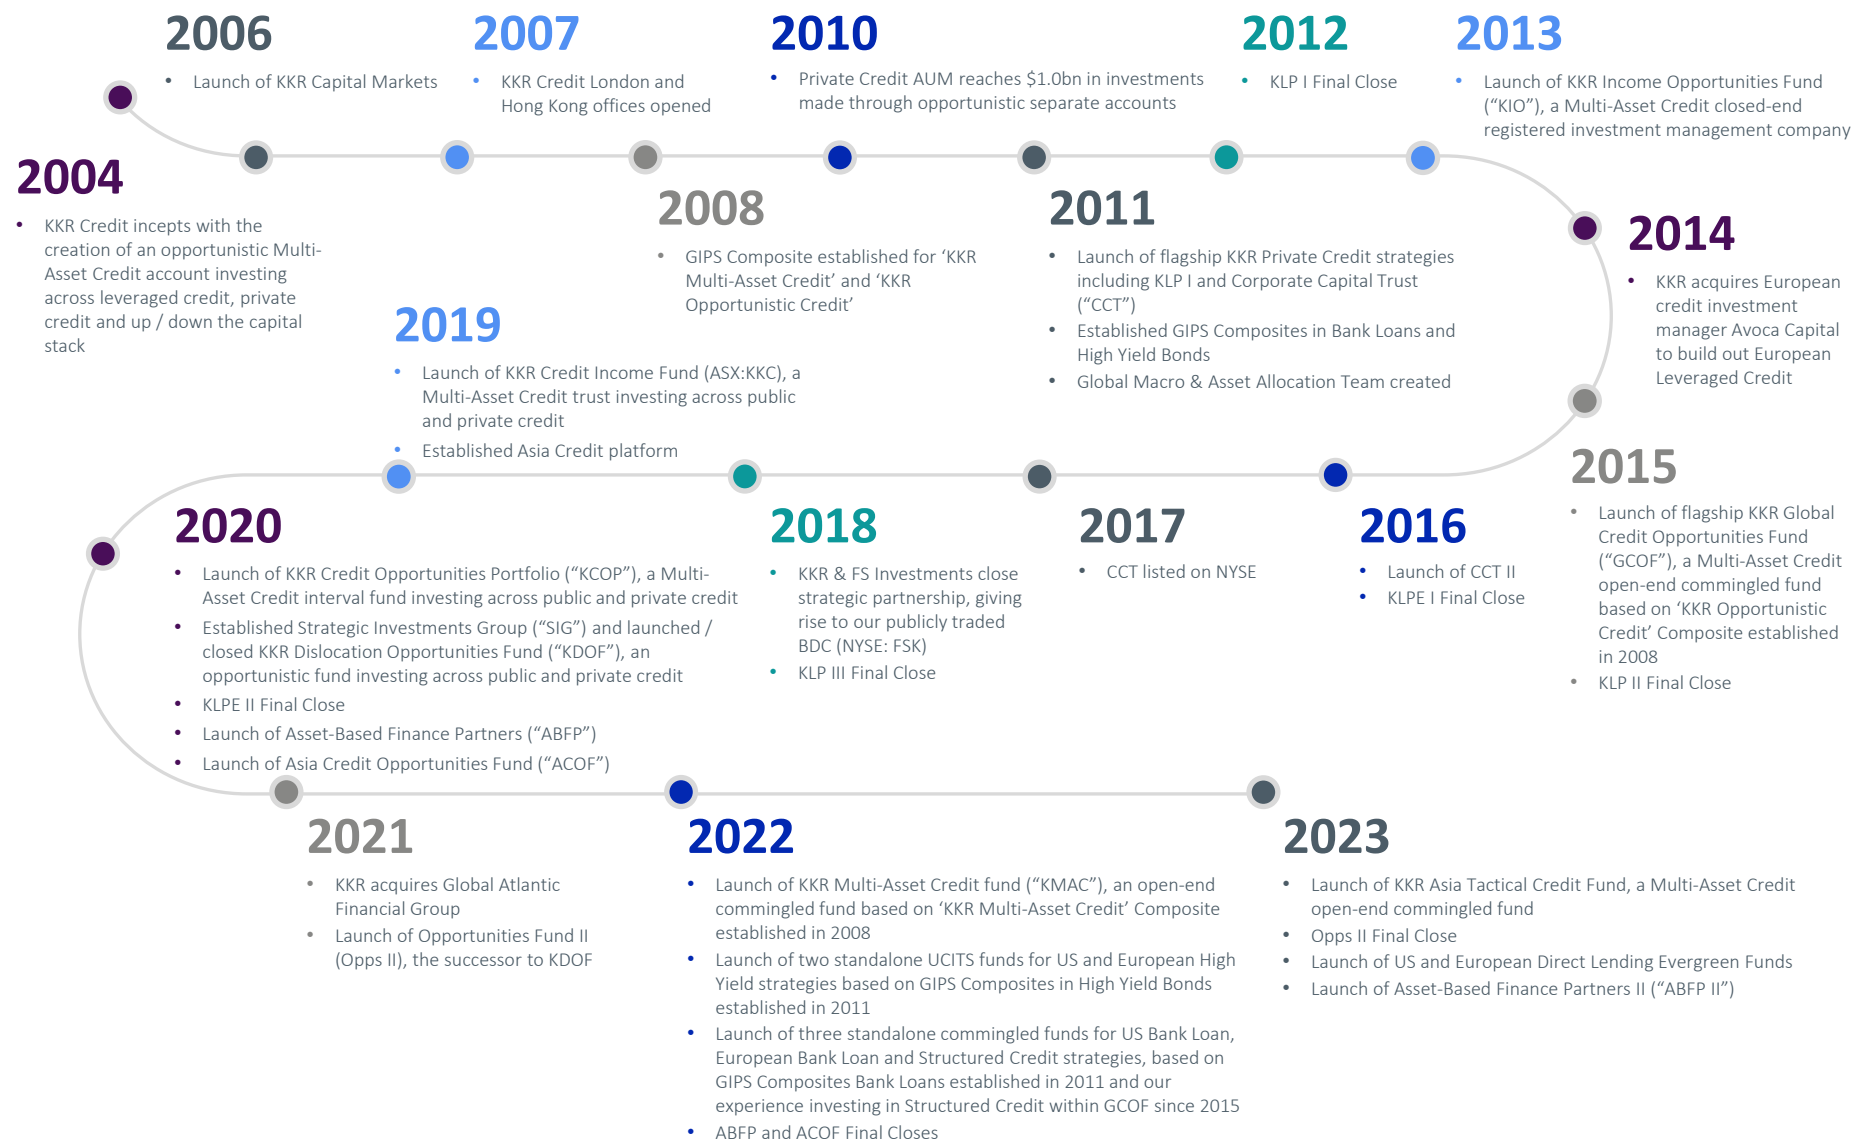 2006
• Launch of KKR Capital Markets
2007
• KKR Credit London and
Hong Kong offices opened
2010
• Private Credit AUM reaches $1.0bn in investments
made through opportunistic separate accounts
2012
• KLP I Final Close
2013
• Launch of KKR Income Opportunities Fund
(“KIO”), a Multi-Asset Credit closed-end
registered investment management company
2004
• KKR Credit incepts with the
creation of an opportunistic Multi-
Asset Credit account investing
across leveraged credit, private
credit and up / down the capital
stack
2008
• GIPS Composite established for ‘KKR
Multi-Asset Credit’ and ‘KKR
Opportunistic Credit’
2011
• Launch of flagship KKR Private Credit strategies
including KLP I and Corporate Capital Trust
(“CCT”)
• Established GIPS Composites in Bank Loans and
High Yield Bonds
• Global Macro & Asset Allocation Team created
2014
• KKR acquires European
credit investment
manager Avoca Capital
to build out European
Leveraged Credit
2019
• Launch of KKR Credit Income Fund (ASX:KKC), a
Multi-Asset Credit trust investing across public
and private credit
• Established Asia Credit platform
2015
• Launch of flagship KKR Global
Credit Opportunities Fund
(“GCOF”), a Multi-Asset Credit
open-end commingled fund
based on ‘KKR Opportunistic
Credit’ Composite established
in 2008
• KLP II Final Close
2020
• Launch of KKR Credit Opportunities Portfolio (“KCOP”), a Multi-
Asset Credit interval fund investing across public and private credit
• Established Strategic Investments Group (“SIG”) and launched /
closed KKR Dislocation Opportunities Fund (“KDOF”), an
opportunistic fund investing across public and private credit
• KLPE II Final Close
• Launch of Asset-Based Finance Partners (“ABFP”)
• Launch of Asia Credit Opportunities Fund (“ACOF”)
2018
• KKR & FS Investments close
strategic partnership, giving
rise to our publicly traded
BDC (NYSE: FSK)
• KLP III Final Close
2017
• CCT listed on NYSE
2016
• Launch of CCT II
• KLPE I Final Close
2021
• KKR acquires Global Atlantic
Financial Group
• Launch of Opportunities Fund II
(Opps II), the successor to KDOF
2022
• Launch of KKR Multi-Asset Credit fund (“KMAC”), an open-end
commingled fund based on ‘KKR Multi-Asset Credit’ Composite
established in 2008
• Launch of two standalone UCITS funds for US and European High
Yield strategies based on GIPS Composites in High Yield Bonds
established in 2011
• Launch of three standalone commingled funds for US Bank Loan,
European Bank Loan and Structured Credit strategies, based on
GIPS Composites Bank Loans established in 2011 and our
experience investing in Structured Credit within GCOF since 2015
• ABFP and ACOF Final Closes
2023
• Launch of KKR Asia Tactical Credit Fund, a Multi-Asset Credit
open-end commingled fund
• Opps II Final Close
• Launch of US and European Direct Lending Evergreen Funds
• Launch of Asset-Based Finance Partners II (“ABFP II”)